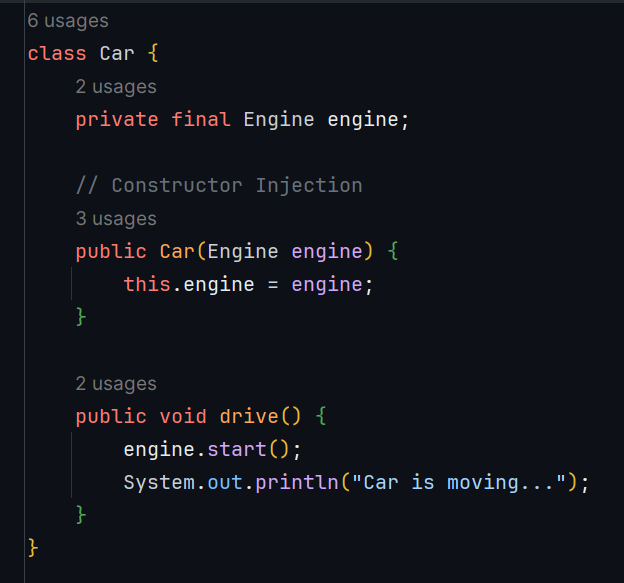 6 usages
class Car {
2 usages
private final Engine engine;
// Constructor Injection
3 usages
public Car(Engine engine) {
this.engine = engine;
}
2 usages
public void drive() {
engine.start();
System.out.println("Car is moving...");
}
}